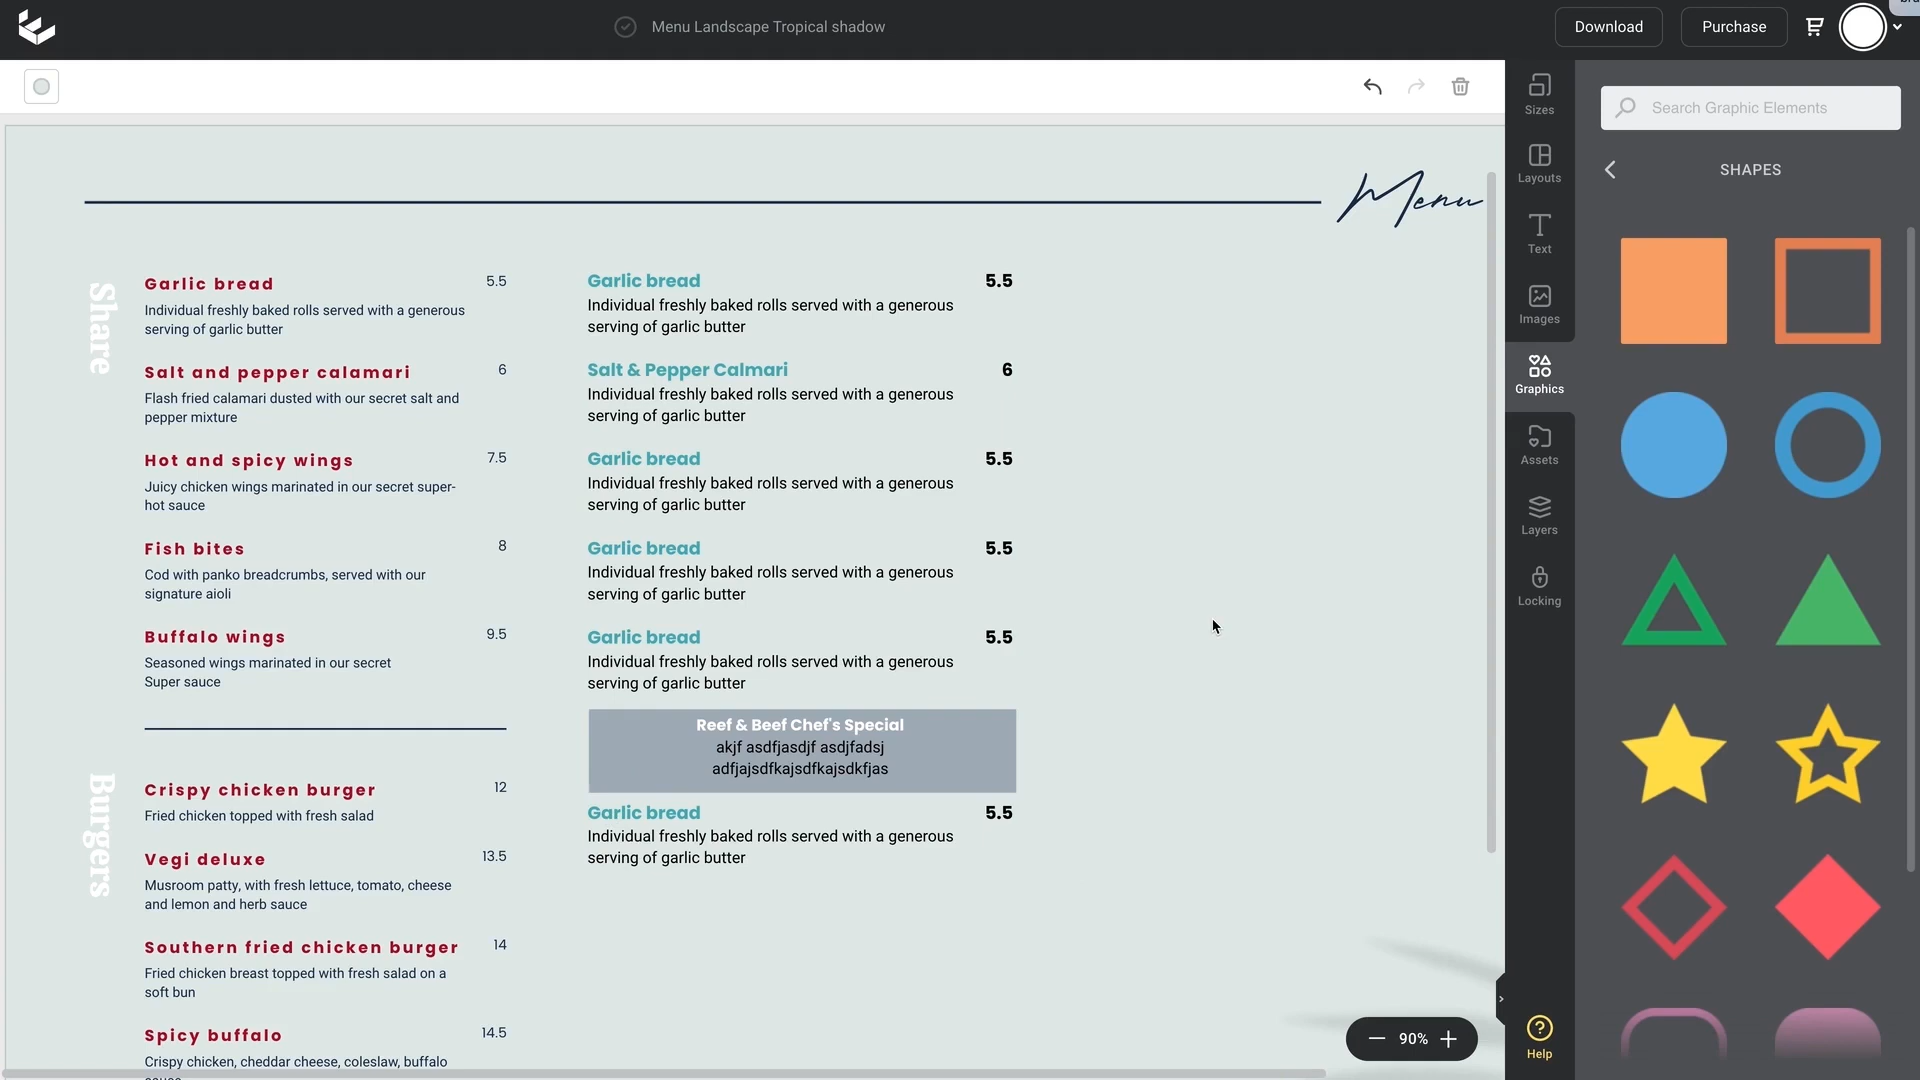 Menu Landscape Tropical shadow
Download
Purchase
Menu
Share
Garlic bread 5.5
Individual freshly baked rolls served with a generous
serving of garlic butter
Salt and pepper calamari 6
Flash fried calamari dusted with our secret salt and
pepper mixture
Hot and spicy wings 7.5
Juicy chicken wings marinated in our secret super-
hot sauce
Fish bites 8
Cod with panko breadcrumbs, served with our
signature aioli
Buffalo wings 9.5
Seasoned wings marinated in our secret
Super sauce
Burgers
Crispy chicken burger 12
Fried chicken topped with fresh salad
Vegi deluxe 13.5
Musroom patty, with fresh lettuce, tomato, cheese
and lemon and herb sauce
Southern fried chicken burger 14
Fried chicken breast topped with fresh salad on a
soft bun
Spicy buffalo 14.5
Crispy chicken, cheddar cheese, coleslaw, buffalo
Garlic bread 5.5
Individual freshly baked rolls served with a generous
serving of garlic butter
Salt & Pepper Calmari 6
Individual freshly baked rolls served with a generous
serving of garlic butter
Garlic bread 5.5
Individual freshly baked rolls served with a generous
serving of garlic butter
Garlic bread 5.5
Individual freshly baked rolls served with a generous
serving of garlic butter
Garlic bread 5.5
Individual freshly baked rolls served with a generous
serving of garlic butter
Reef & Beef Chef's Special
akjf asdfjasdjf asdjfadsj
adfjajsdfkajsdfkajsdkfjas
Garlic bread 5.5
Individual freshly baked rolls served with a generous
serving of garlic butter
90%
Sizes
Layouts
Text
Images
Graphics
Assets
Layers
Locking
Help
Search Graphic Elements
SHAPES